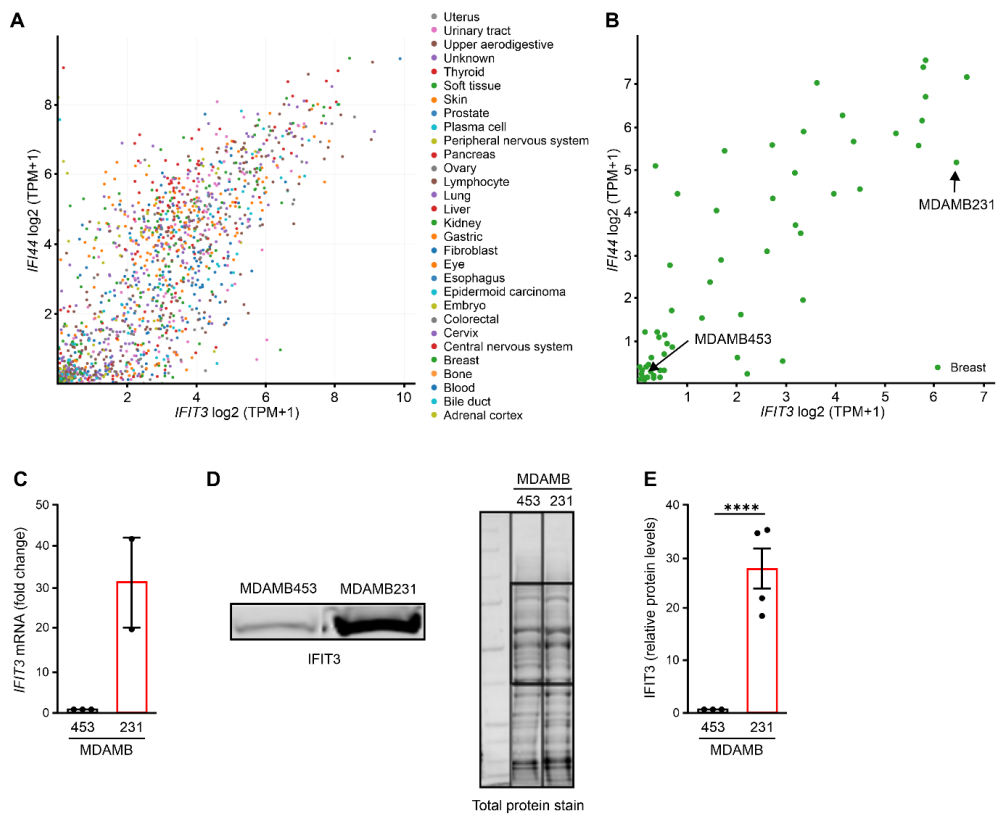 A
IFI44 log2 (TPM+1)
8
6
4
2
2
4
6
8
10
IFIT3 log2 (TPM+1)
Uterus
Urinary tract
Upper aerodigestive
Unknown
Thyroid
Soft tissue
Skin
Prostate
Plasma cell
Peripheral nervous system
Pancreas
Ovary
Lymphocyte
Lung
Liver
Kidney
Gastric
Fibroblast
Eye
Esophagus
Epidermoid carcinoma
Embryo
Colorectal
Cervix
Central nervous system
Breast
Bone
Blood
Bile duct
Adrenal cortex
B
IFI44 log2 (TPM+1)
7
6
5
4
3
2
1
MDAMB231
MDAMB453
Breast
1
2
3
4
5
6
7
IFIT3 log2 (TPM+1)
C
IFIT3 mRNA (fold change)
50
40
30
20
10
0
453
231
MDAMB
D
MDAMB453
MDAMB231
IFIT3
MDAMB
453
231
Total protein stain
E
IFIT3 (relative protein levels)
40
30
20
10
0
****
453
231
MDAMB